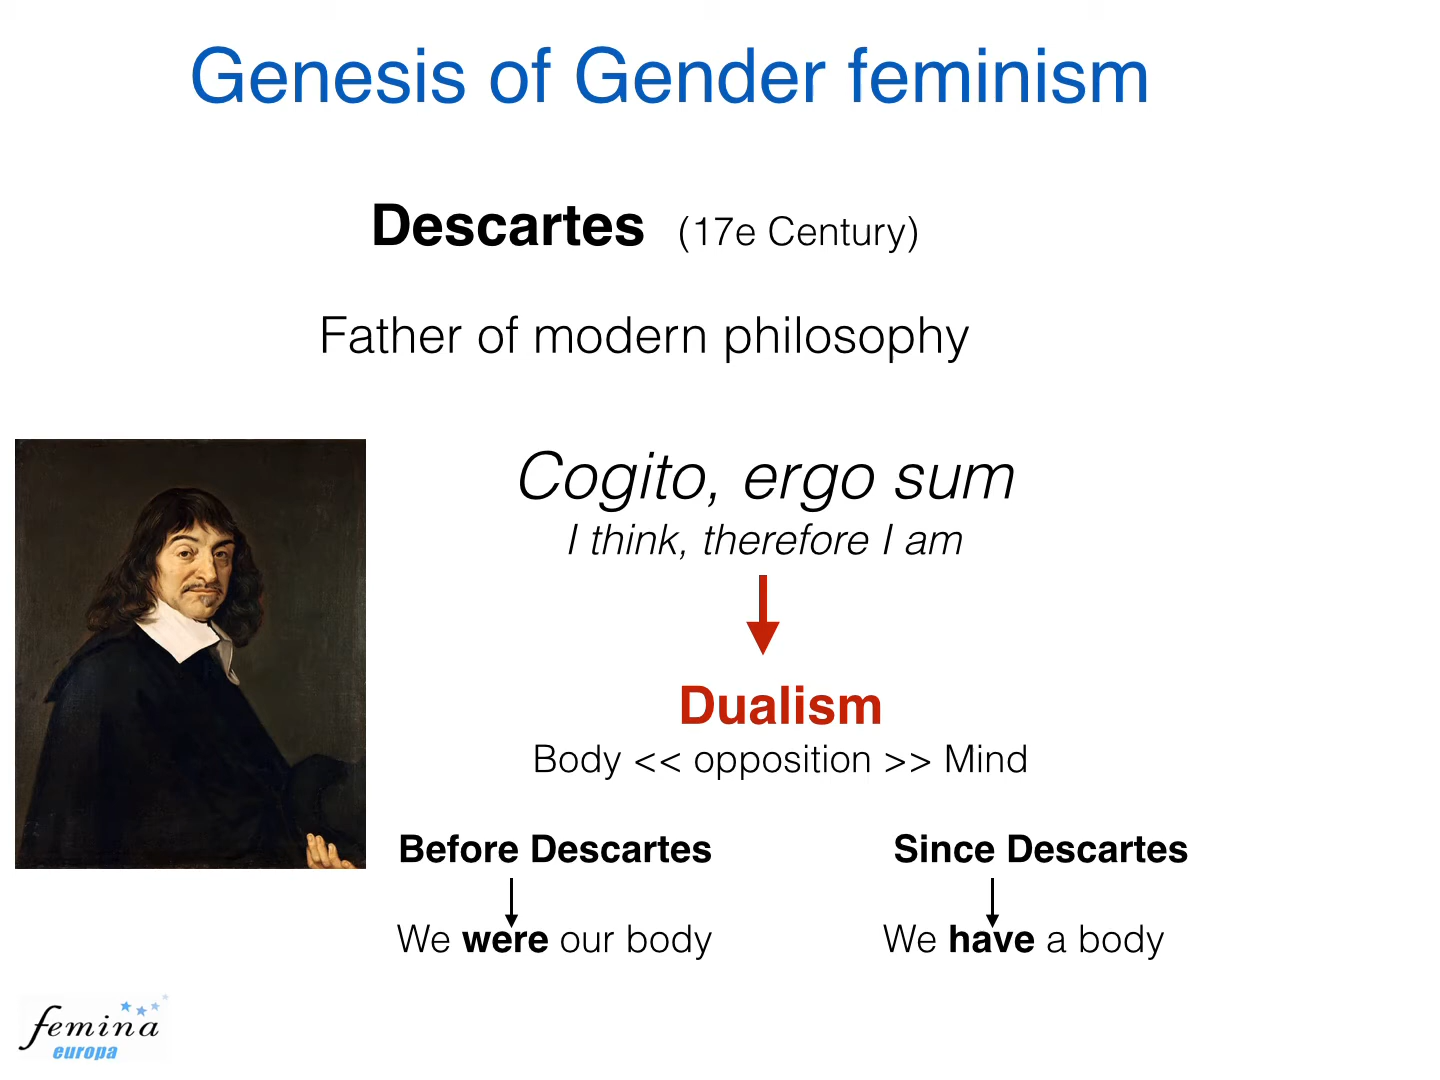 Genesis of Gender feminism
Descartes (17e Century)
Father of modern philosophy
Cogito, ergo sum
I think, therefore I am
Dualism
Body << opposition >> Mind
Before Descartes
Since Descartes
We were our body
We have a body
femina
europa